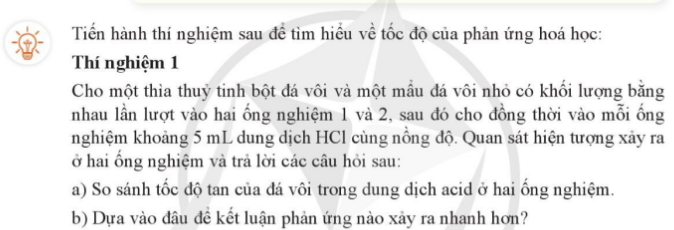 Tiến hành thí nghiệm sau để tìm hiểu về tốc độ của phản ứng hoá học:
Thí nghiệm 1
Cho một thìa thuỷ tinh bột đá vôi và một mẩu đá vôi nhỏ có khối lượng bằng
nhau lần lượt vào hai ống nghiệm 1 và 2, sau đó cho đồng thời vào mỗi ống
nghiệm khoảng 5 mL dung dịch HCl cùng nồng độ. Quan sát hiện tượng xảy ra
ở hai ống nghiệm và trả lời các câu hỏi sau:
a) So sánh tốc độ tan của đá vôi trong dung dịch acid ở hai ống nghiệm.
b) Dựa vào đâu để kết luận phản ứng nào xảy ra nhanh hơn?